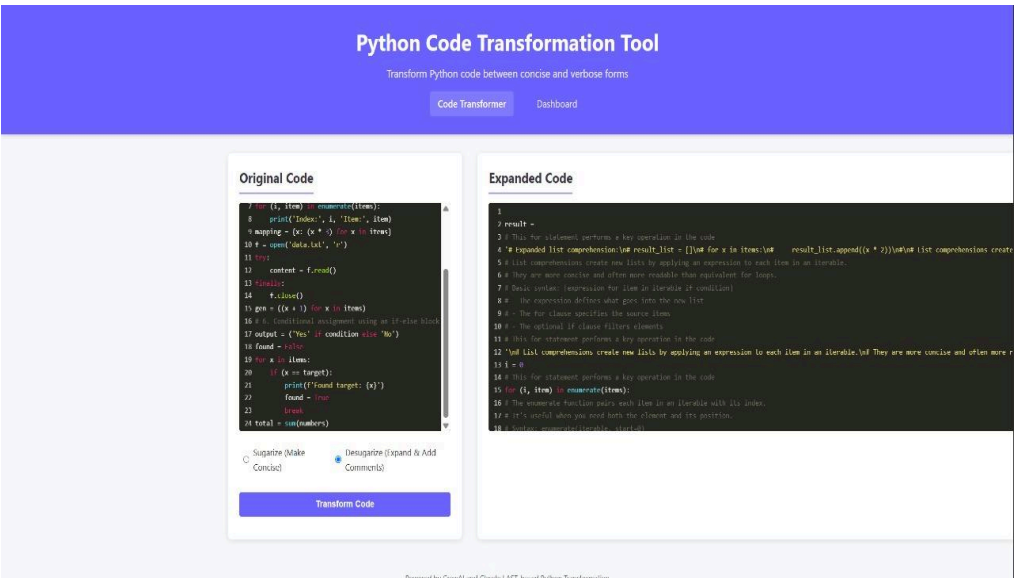 Python Code Transformation Tool
Transform Python code between concise and verbose forms
Code Transformer Dashboard
Original Code
7 for (i, item) in enumerate(items):
8 print('Index:', i, 'Item:', item)
9 mapping = {x: (x * 3) for x in items}
10 f = open('data.txt', 'r')
11 try:
12 content = f.read()
13 finally:
14 f.close()
15 gen = ((x + 1) for x in items)
16 # 6. Conditional assignment using an if-else block
17 output = ('Yes' if condition else 'No')
18 found = False
19 for x in items:
20 if (x == target):
21 print(f'Found target: {x}')
22 found = True
23 break
24 total = sum(numbers)
Sugarize (Make Concise)
Desugarize (Expand & Add Comments)
Transform Code
Expanded Code
1
2 result =
3 # This for statement performs a key operation in the code
4 '# Expanded list comprehension:\n# result_list = []\n# for x in items:\n# result_list.append((x * 2))\n#\n# List comprehensions create
5 # List comprehensions create new lists by applying an expression to each item in an iterable.
6 # They are more concise and often more readable than equivalent for loops.
7 # Basic syntax: [expression for item in iterable if condition]
8 # - The expression defines what goes into the new list
9 # - The for clause specifies the source items
10 # - The optional if clause filters elements
11 # This for statement performs a key operation in the code
12 '\n# List comprehensions create new lists by applying an expression to each item in an iterable.\n# They are more concise and often more r
13 i = 0
14 # This for statement performs a key operation in the code
15 for (i, item) in enumerate(items):
16 # The enumerate function pairs each item in an iterable with its index.
17 # It's useful when you need both the element and its position.
18 # Syntax: enumerate(iterable, start=0)